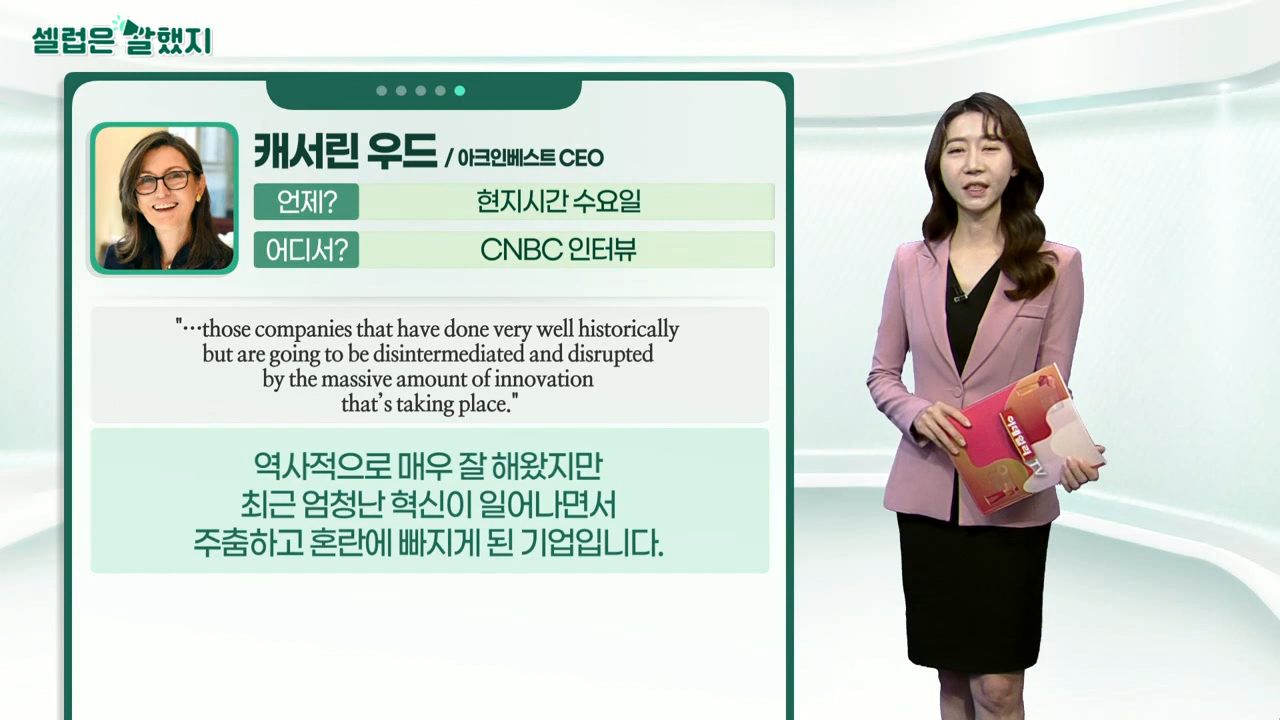 셀럽은 말했지
캐서린 우드 / 아크인베스트 CEO
언제? 현지시간 수요일
어디서? CNBC 인터뷰
"…those companies that have done very well historically
but are going to be disintermediated and disrupted
by the massive amount of innovation
that’s taking place."
역사적으로 매우 잘 해왔지만
최근 엄청난 혁신이 일어나면서
주춤하고 혼란에 빠지게 된 기업입니다.
이데일리 TV